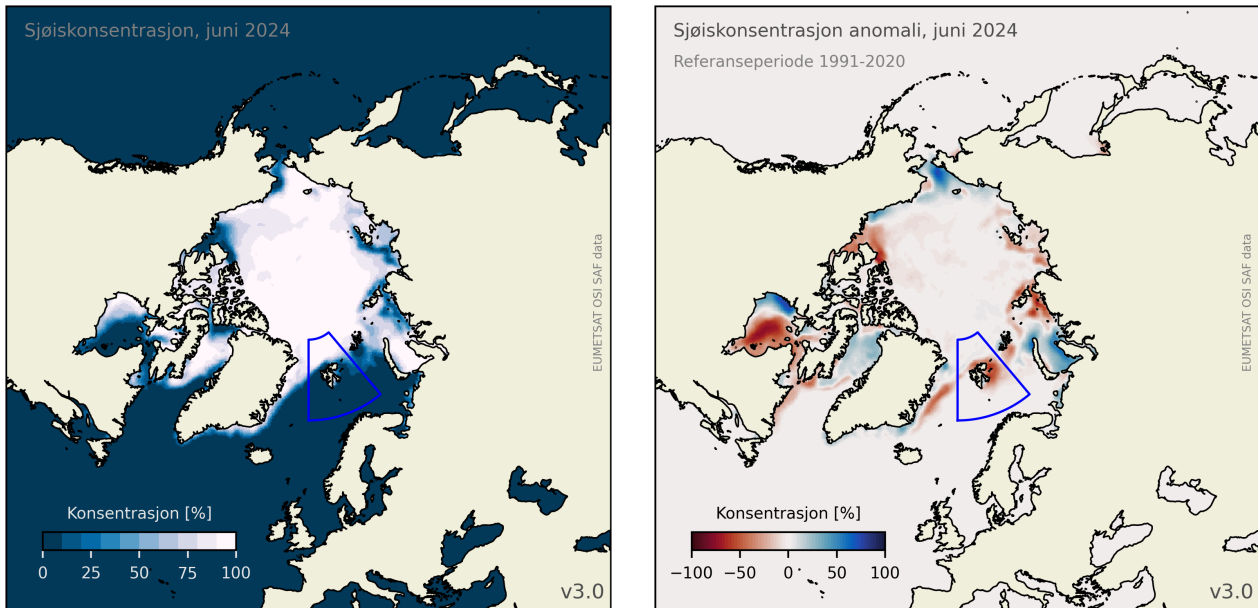 Sjøiskonsentrasjon, juni 2024
EUMETSAT OSI SAF data
Konsentrasjon [%]
0 25 50 75 100
v3.0
Sjøiskonsentrasjon anomali, juni 2024
Referanseperiode 1991-2020
EUMETSAT OSI SAF data
Konsentrasjon [%]
−100 −50 0 50 100
v3.0